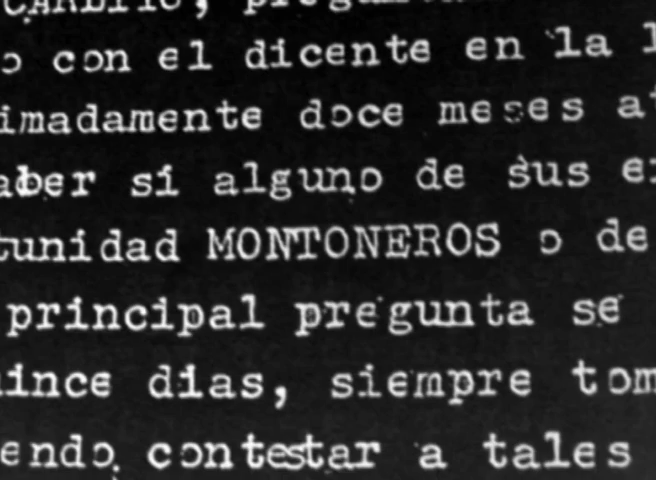 con el dicente en la
imadamente doce meses
aber si alguno de sus
tunidad MONTONEROS o de
principal pregunta se
ince dias, siempre tom
endo contestar a tales